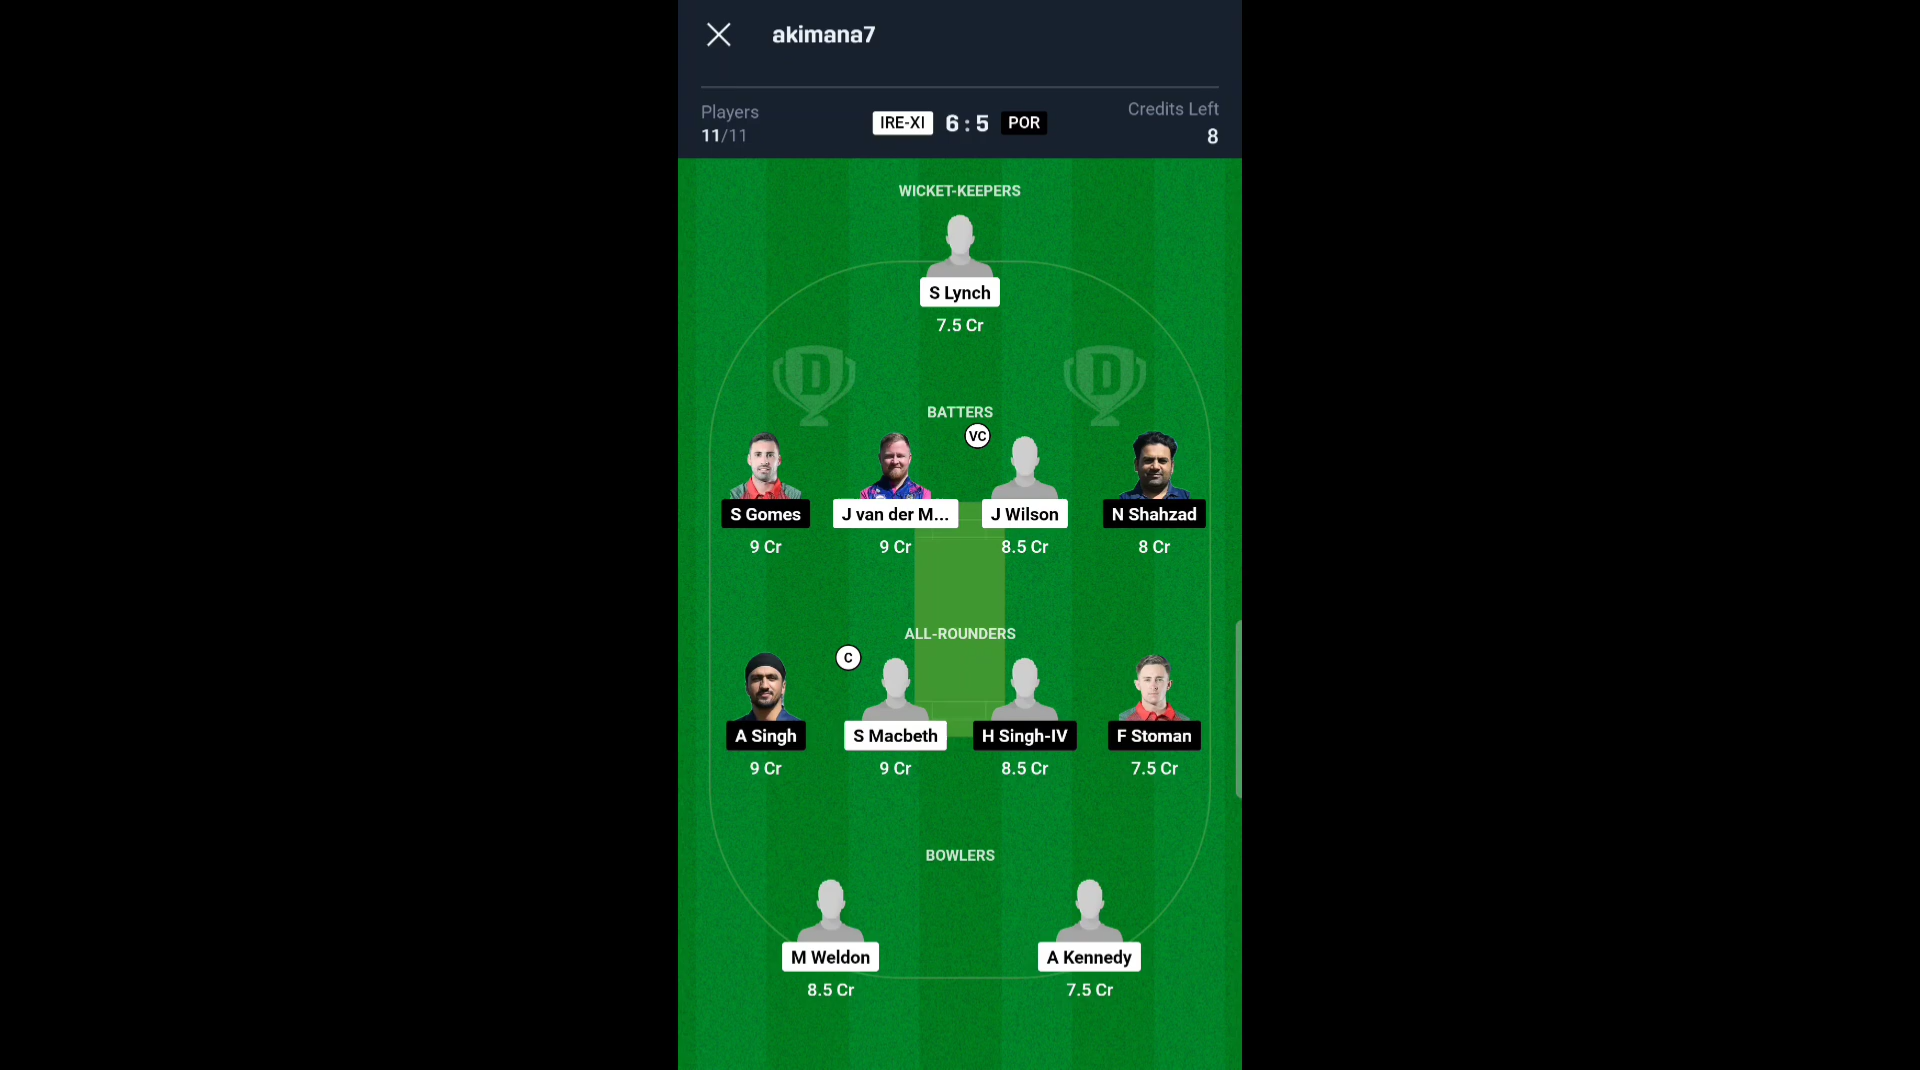 akimana7
Players
11/11
IRE-XI 6 : 5 POR
Credits Left
8
WICKET-KEEPERS
S Lynch
7.5 Cr
D D
BATTERS
VC
S Gomes J van der M... J Wilson N Shahzad
9 Cr 9 Cr 8.5 Cr 8 Cr
ALL-ROUNDERS
C
A Singh S Macbeth H Singh-IV F Stoman
9 Cr 9 Cr 8.5 Cr 7.5 Cr
BOWLERS
M Weldon A Kennedy
8.5 Cr 7.5 Cr